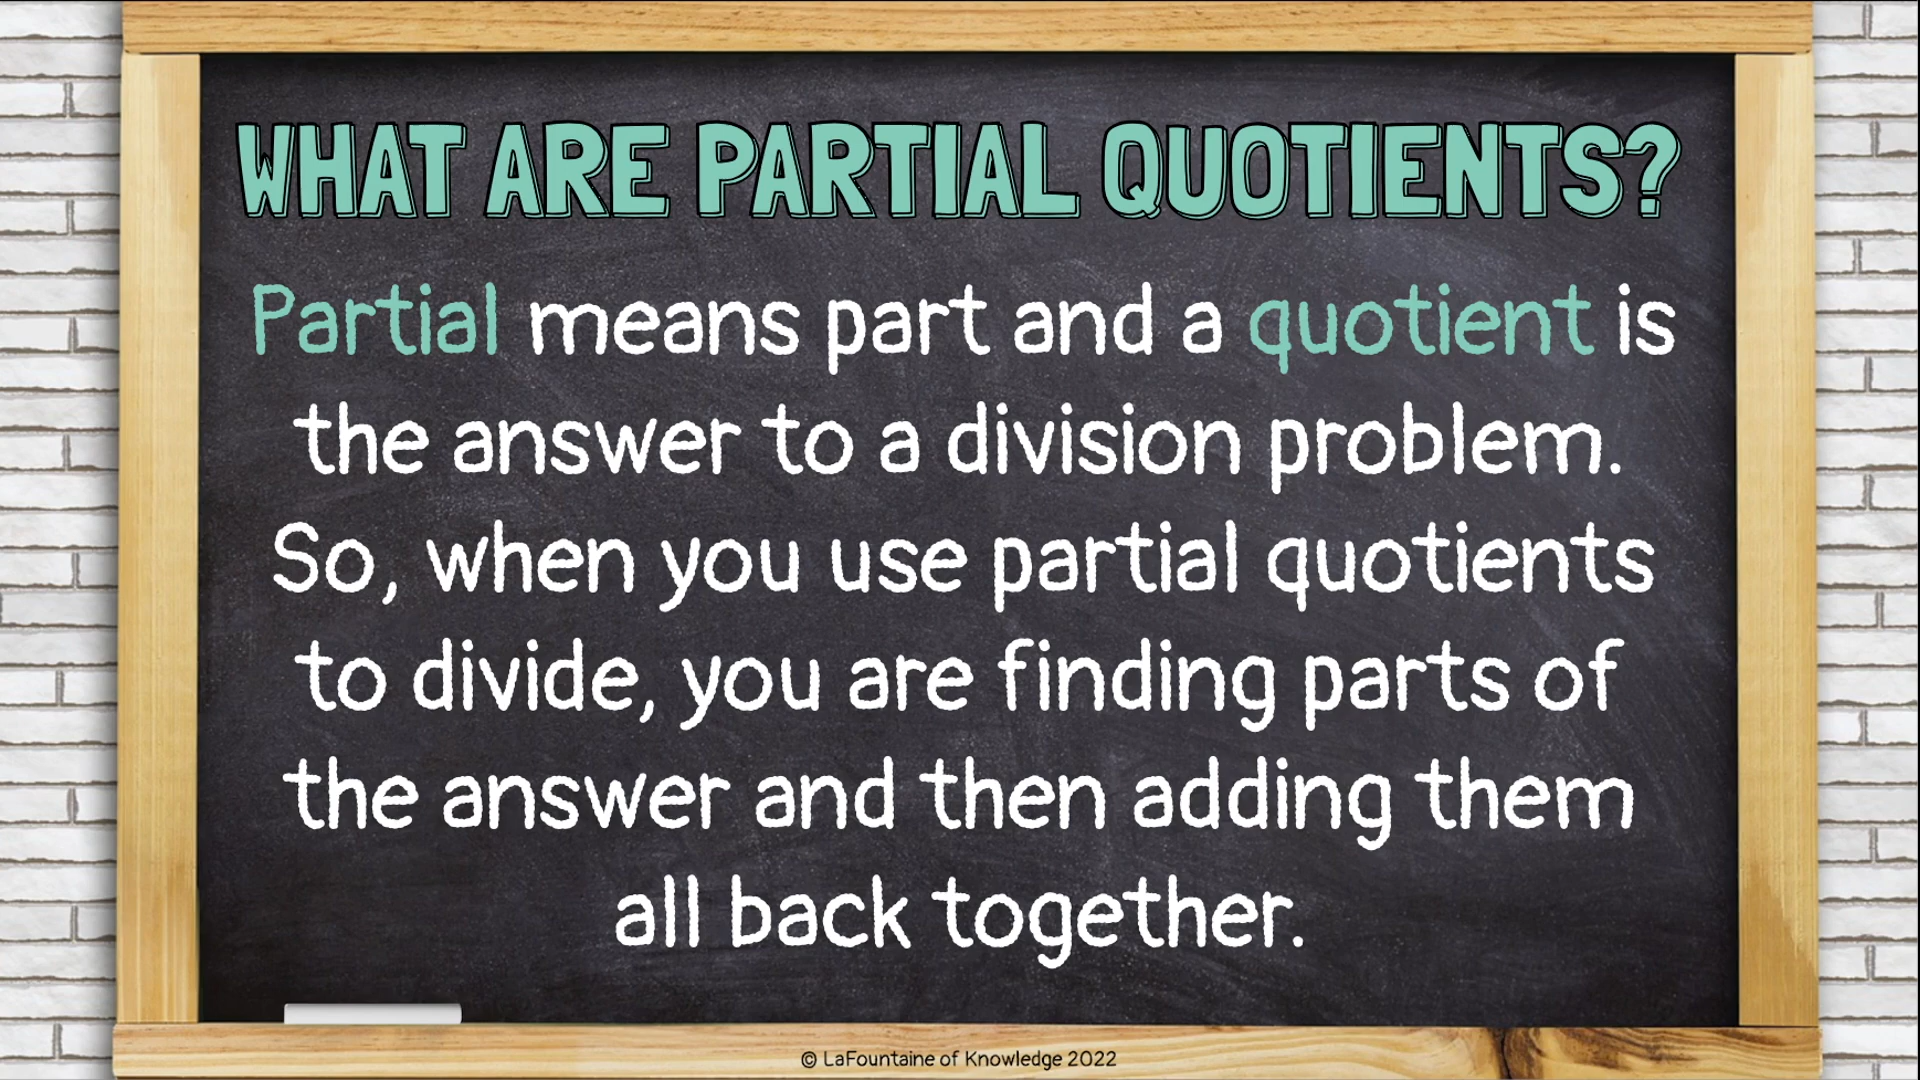 WHAT ARE PARTIAL QUOTIENTS?
Partial means part and a quotient is
the answer to a division problem.
So, when you use partial quotients
to divide, you are finding parts of
the answer and then adding them
all back together.
© LaFountaine of Knowledge 2022